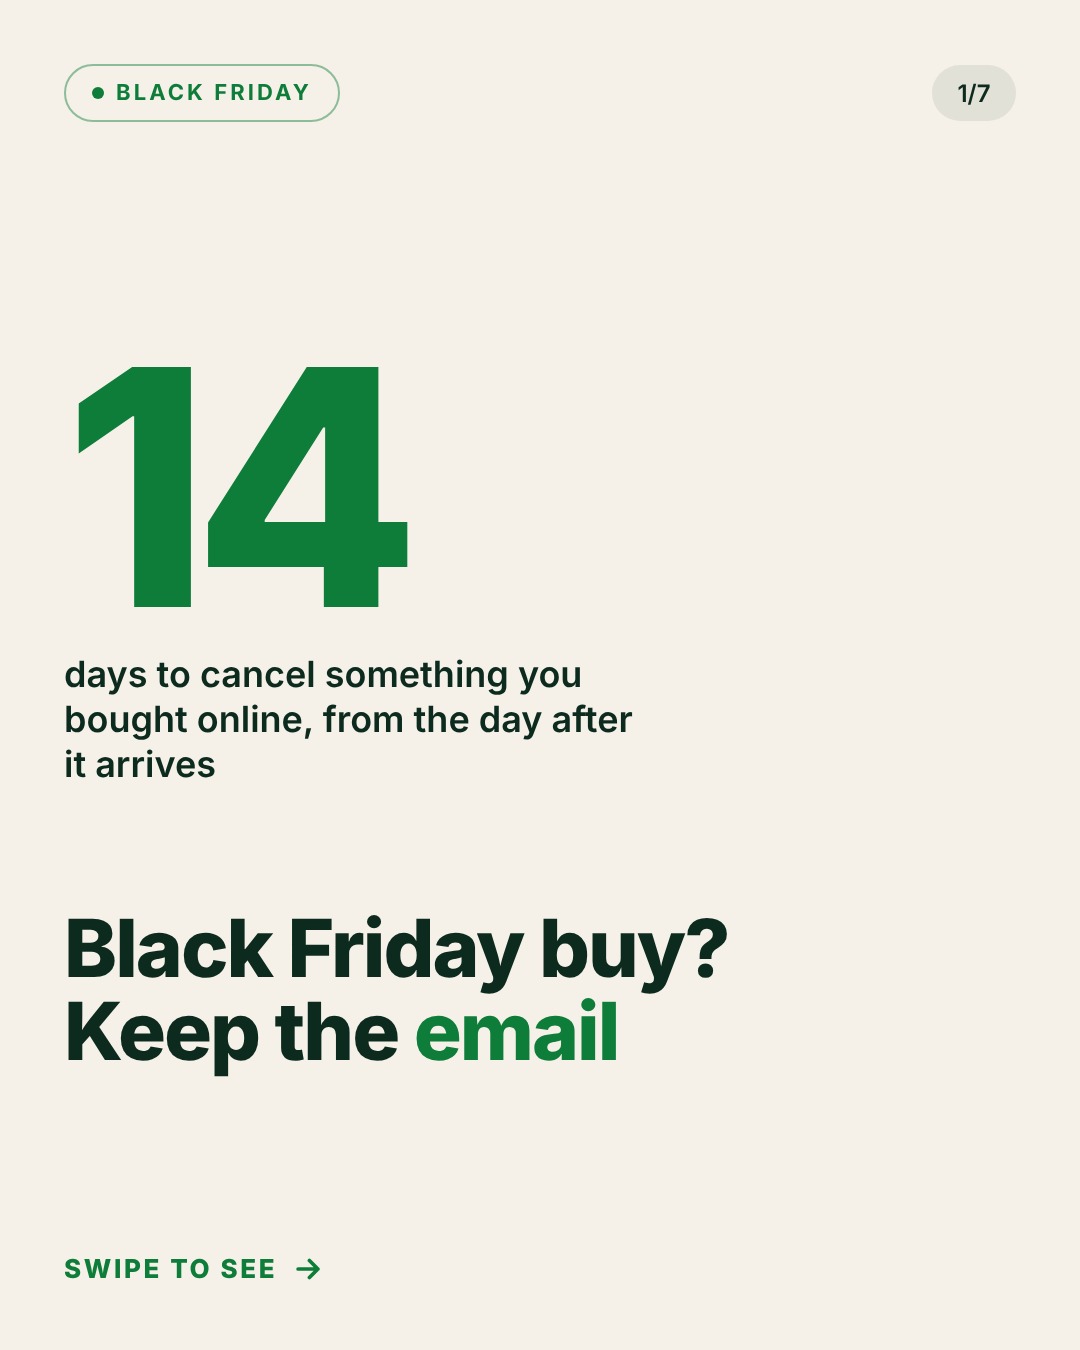 BLACK FRIDAY
1/7
14
days to cancel something you
bought online, from the day after
it arrives
Black Friday buy?
Keep the email
SWIPE TO SEE →